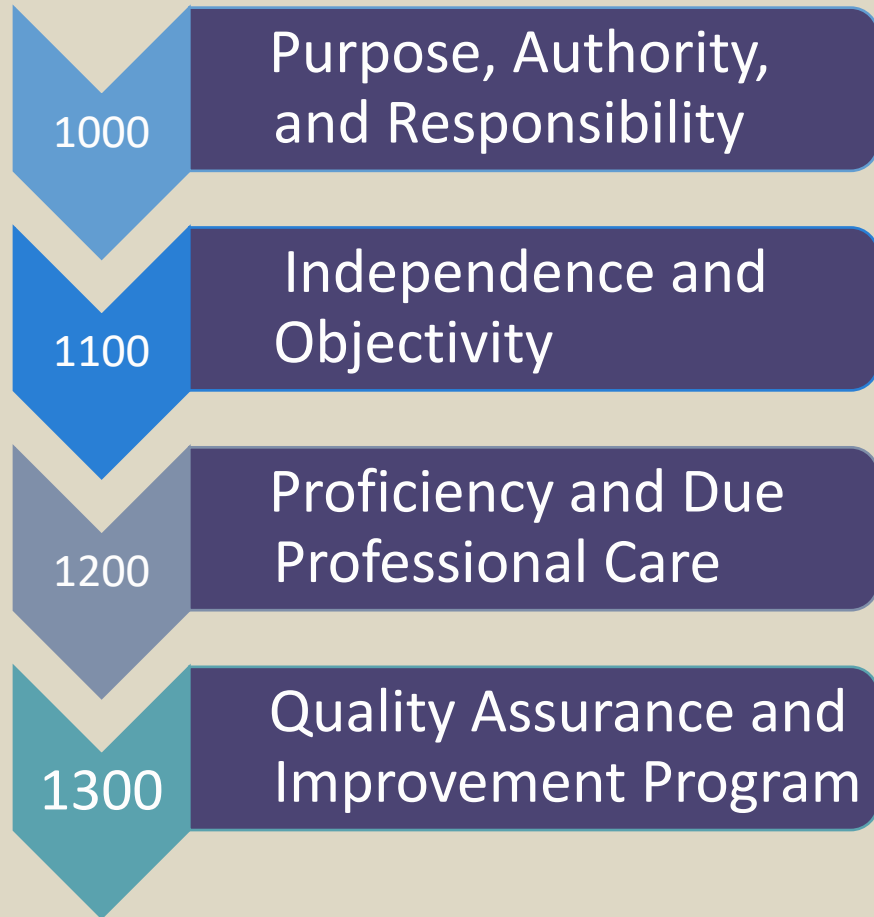 1000
Purpose, Authority,
and Responsibility
1100
Independence and
Objectivity
1200
Proficiency and Due
Professional Care
1300
Quality Assurance and
Improvement Program